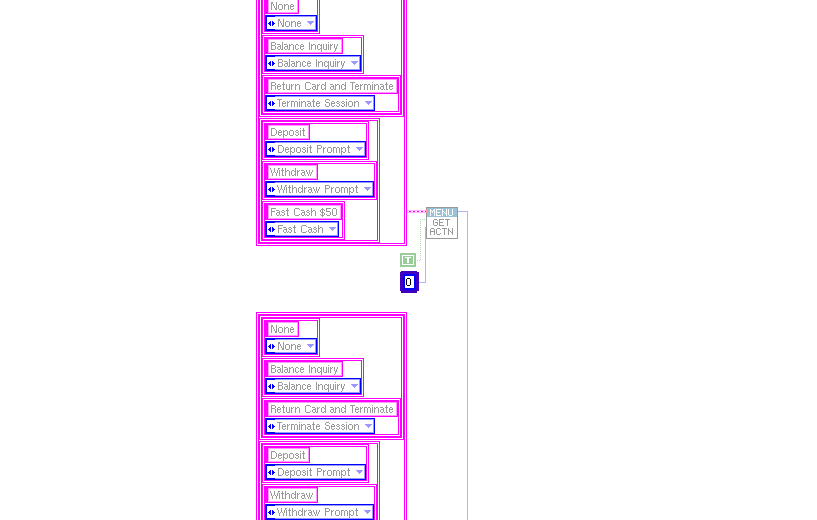 None
None
Balance Inquiry
Balance Inquiry
Return Card and Terminate
Terminate Session
Deposit
Deposit Prompt
Withdraw
Withdraw Prompt
Fast Cash $50
Fast Cash
MENU
GET
ACTN
T
0
None
None
Balance Inquiry
Balance Inquiry
Return Card and Terminate
Terminate Session
Deposit
Deposit Prompt
Withdraw
Withdraw Prompt